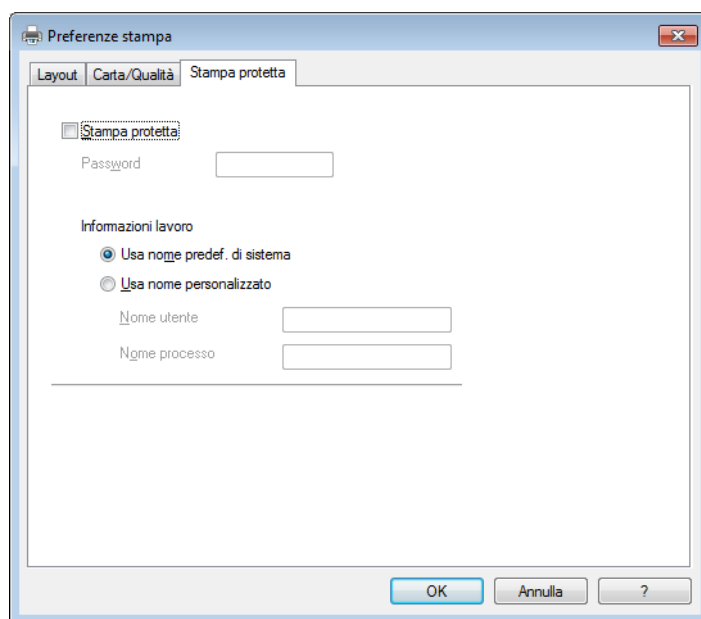 Preferenze stampa
Layout Carta/Qualità Stampa protetta
Stampa protetta
Password
Informazioni lavoro
Usa nome predef. di sistema
Usa nome personalizzato
Nome utente
Nome processo
OK Annulla ?